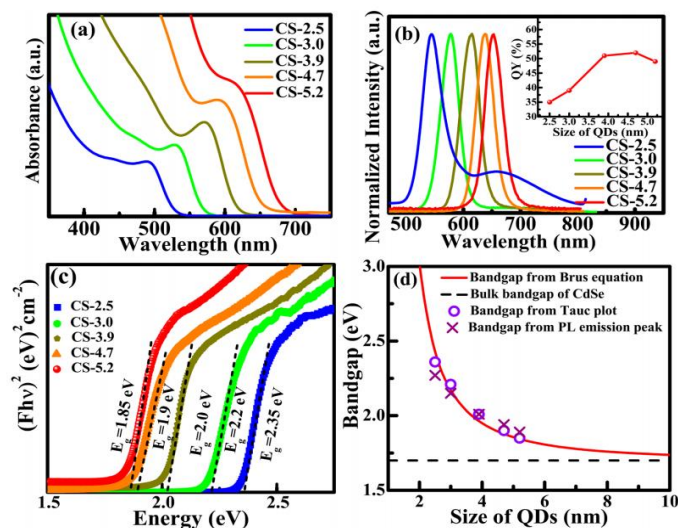 (a)
CS-2.5
CS-3.0
CS-3.9
CS-4.7
CS-5.2
Absorbance (a.u.)
400 500 600 700
Wavelength (nm)
(b)
CS-2.5
CS-3.0
CS-3.9
CS-4.7
CS-5.2
Normalized Intensity (a.u.)
500 600 700 800 900
Wavelength (nm)
QY (%)
60
50
40
30
2.5 3.0 3.5 4.0 4.5 5.0
Size of QDs (nm)
(c)
CS-2.5
CS-3.0
CS-3.9
CS-4.7
CS-5.2
(Fhν)² (eV)² cm⁻²
Eg=1.85 eV
Eg=1.9 eV
Eg=2.0 eV
Eg=2.2 eV
Eg=2.35 eV
1.5 2.0 2.5
Energy (eV)
(d)
Bandgap from Brus equation
Bulk bandgap of CdSe
Bandgap from Tauc plot
Bandgap from PL emission peak
Bandgap (eV)
3.0
2.5
2.0
1.5
2 4 6 8 10
Size of QDs (nm)